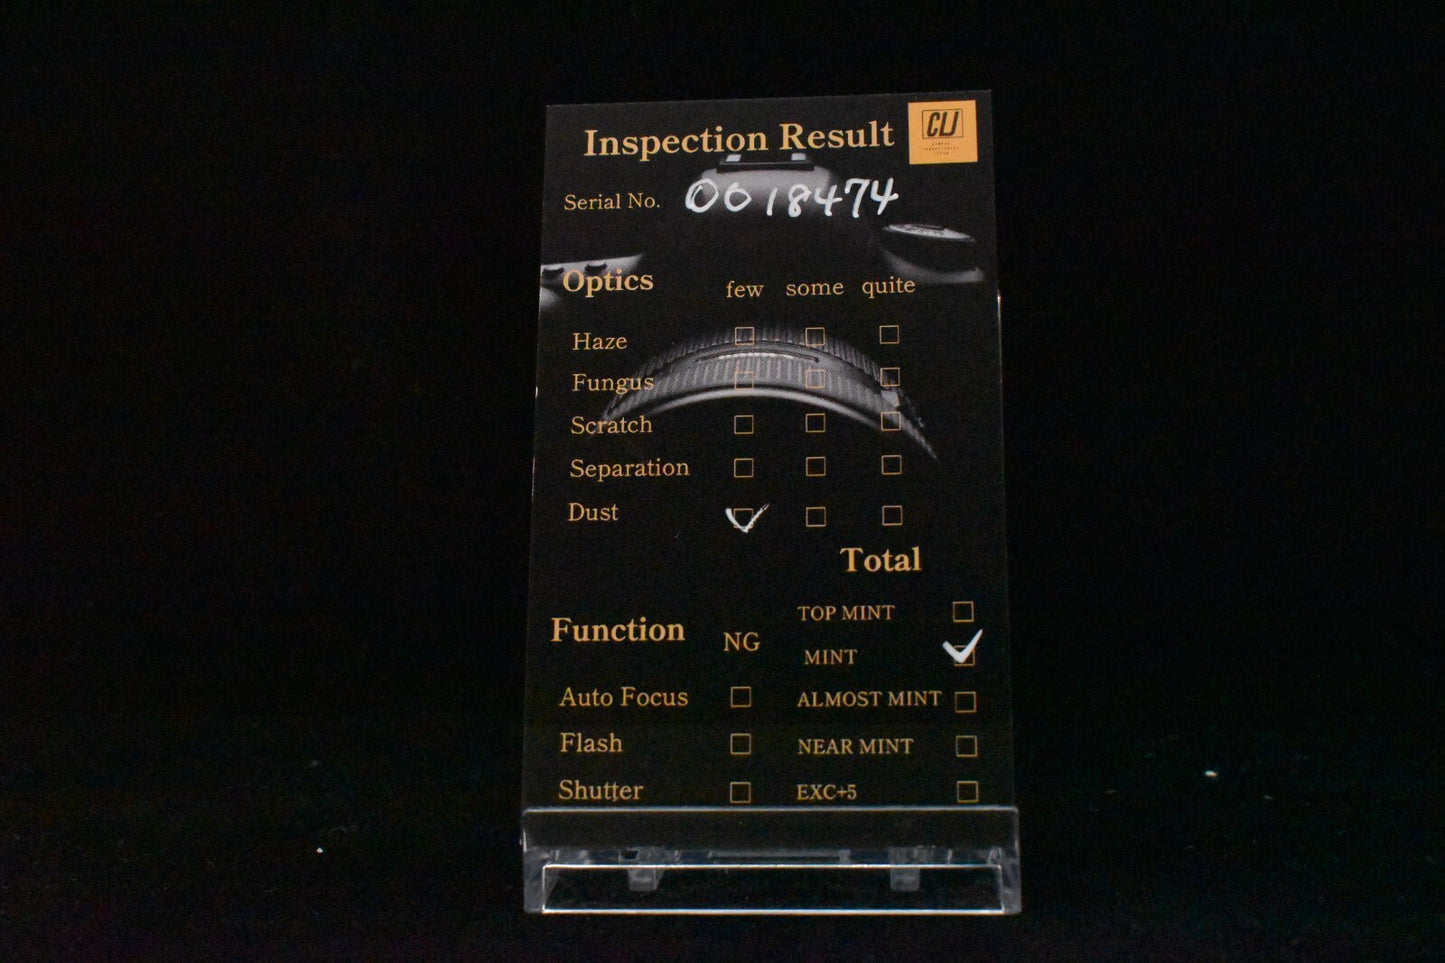 Inspection Result CIJ
Serial No. 0018474
Optics few some quite
Haze
Fungus
Scratch
Separation
Dust
Total
Function NG
TOP MINT
MINT
Auto Focus
ALMOST MINT
Flash
NEAR MINT
Shutter
EXC+5